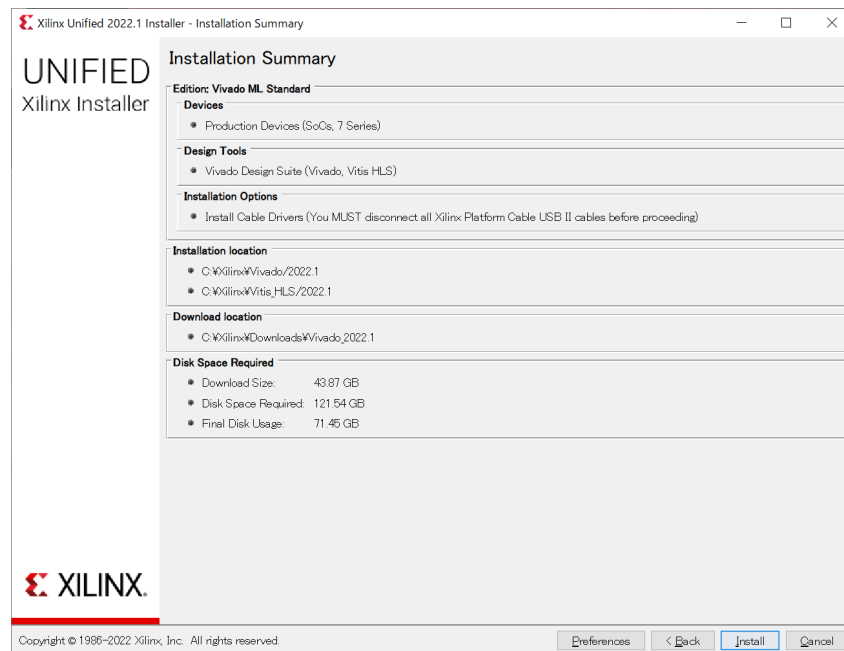 Xilinx Unified 2022.1 Installer - Installation Summary
UNIFIED
Xilinx Installer
Installation Summary
Edition: Vivado ML Standard
Devices
Production Devices (SoCs, 7 Series)
Design Tools
Vivado Design Suite (Vivado, Vitis HLS)
Installation Options
Install Cable Drivers (You MUST disconnect all Xilinx Platform Cable USB II cables before proceeding)
Installation location
C:¥Xilinx¥Vivado/2022.1
C:¥Xilinx¥Vitis_HLS/2022.1
Download location
C:¥Xilinx¥Downloads¥Vivado_2022.1
Disk Space Required
Download Size: 43.87 GB
Disk Space Required: 121.54 GB
Final Disk Usage: 71.45 GB
XILINX.
Copyright © 1986-2022 Xilinx, Inc. All rights reserved.
Preferences < Back Install Cancel